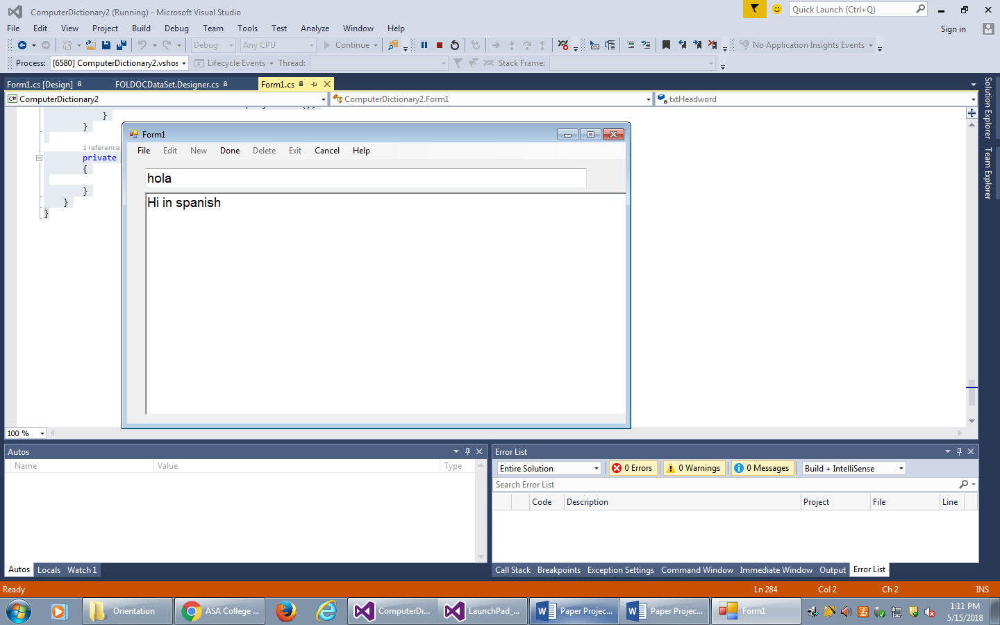 ComputerDictionary2 (Running) - Microsoft Visual Studio
Quick Launch (Ctrl+Q)
File Edit View Project Build Debug Team Tools Test Analyze Window Help
Sign in
Debug Any CPU Continue No Application Insights Events
Process: [6580] ComputerDictionary2.vshos Lifecycle Events Thread: Stack Frame:
Form1.cs [Design] FOLDOCDataSet.Designer.cs Form1.cs
ComputerDictionary2 ComputerDictionary2.Form1 txtHeadword
}
}
1 reference
private
{
}
}
}
Form1
File Edit New Done Delete Exit Cancel Help
hola
Hi in spanish
Solution Explorer
Team Explorer
100 %
Autos
Name Value Type
Autos Locals Watch 1
Error List
Entire Solution 0 Errors 0 Warnings 0 Messages Build + IntelliSense
Search Error List
Code Description Project File Line
Call Stack Breakpoints Exception Settings Command Window Immediate Window Output Error List
Ready Ln 284 Col 2 Ch 2 INS
Orientation ASA College ... ComputerDi... LaunchPad_... Paper Projec... Paper Projec... Form1
1:11 PM
5/15/2018